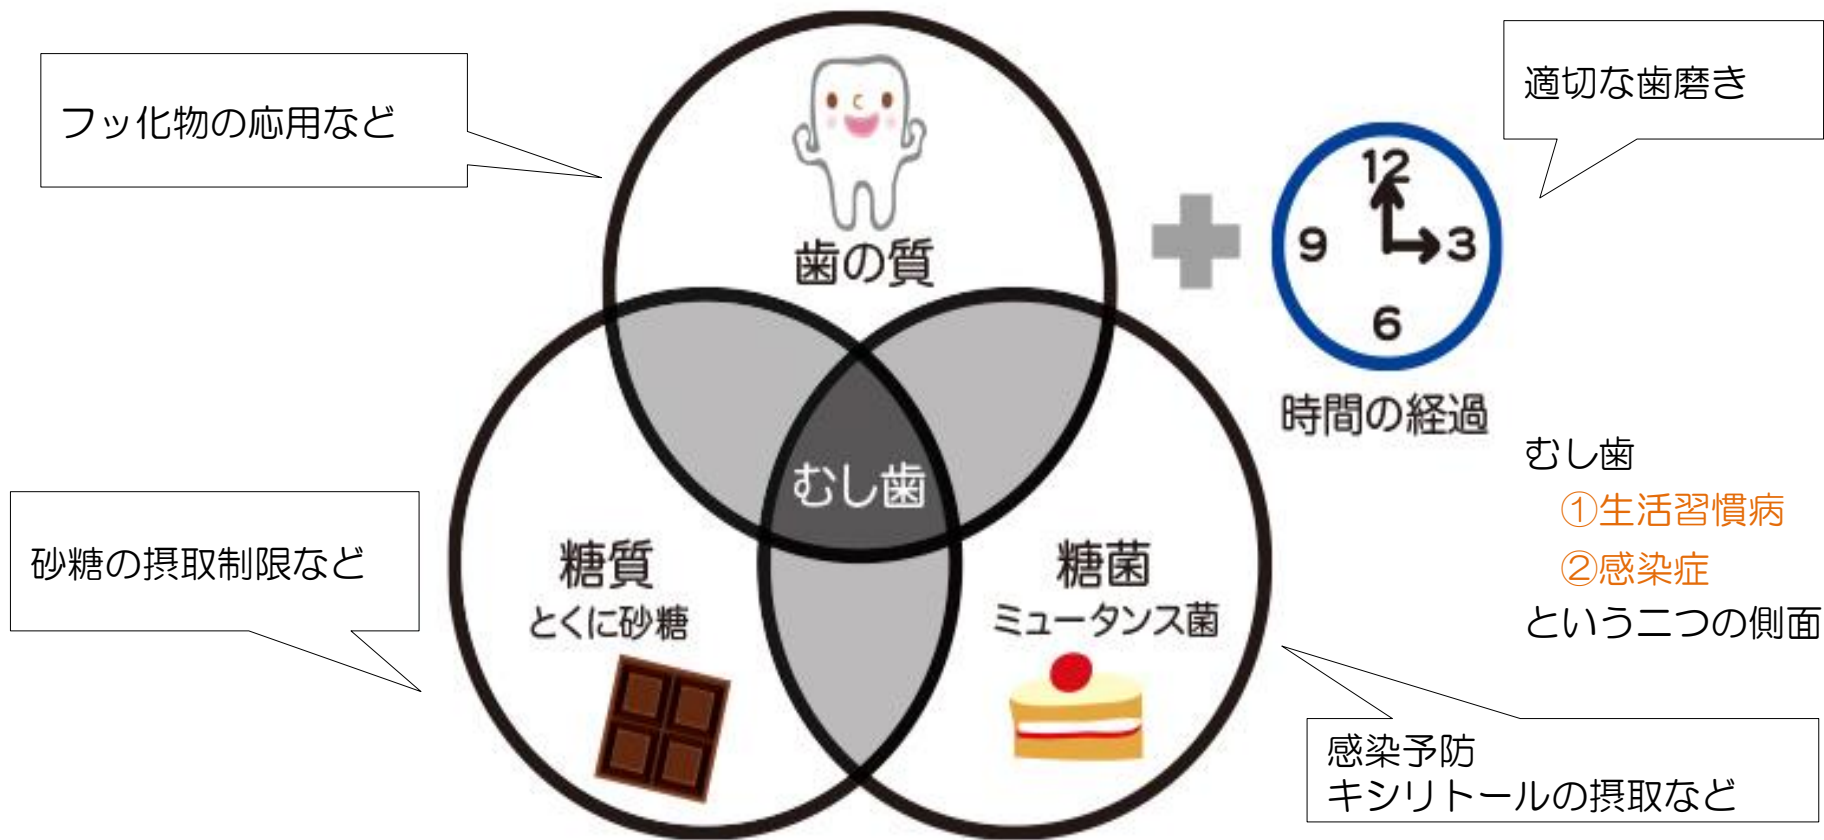 フッ化物の応用など
適切な歯磨き
12
9
3
6
歯の質
時間の経過
むし歯
むし歯
①生活習慣病
②感染症
という二つの側面
砂糖の摂取制限など
糖質
とくに砂糖
糖菌
ミュータンス菌
感染予防
キシリトールの摂取など